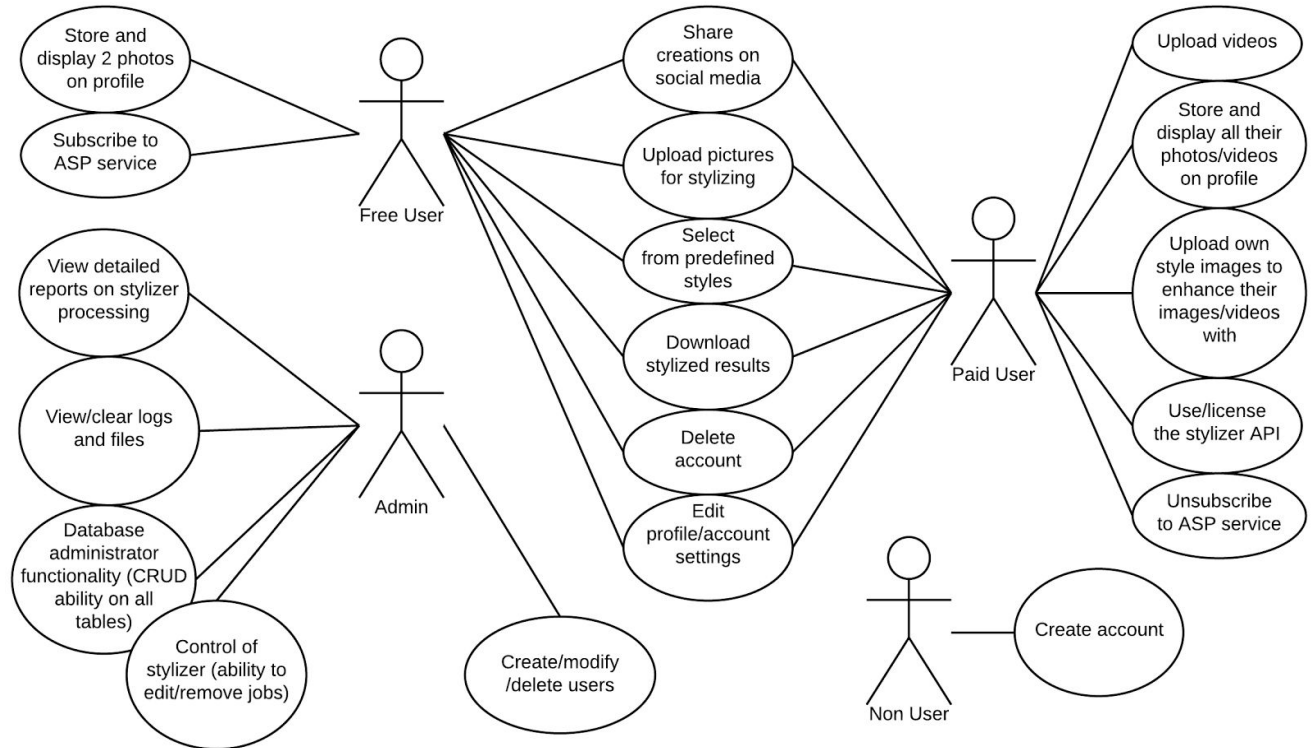 Store and
display 2 photos
on profile
Subscribe to
ASP service
Free User
Share
creations on
social media
Upload pictures
for stylizing
Select
from predefined
styles
Download
stylized results
Delete
account
Edit
profile/account
settings
Upload videos
Store and
display all their
photos/videos
on profile
Upload own
style images to
enhance their
images/videos
with
Use/license
the stylizer API
Unsubscribe
to ASP service
Paid User
View detailed
reports on stylizer
processing
View/clear logs
and files
Database
administrator
functionality (CRUD
ability on all
tables)
Control of
stylizer (ability to
edit/remove jobs)
Admin
Create/modify
/delete users
Non User
Create account